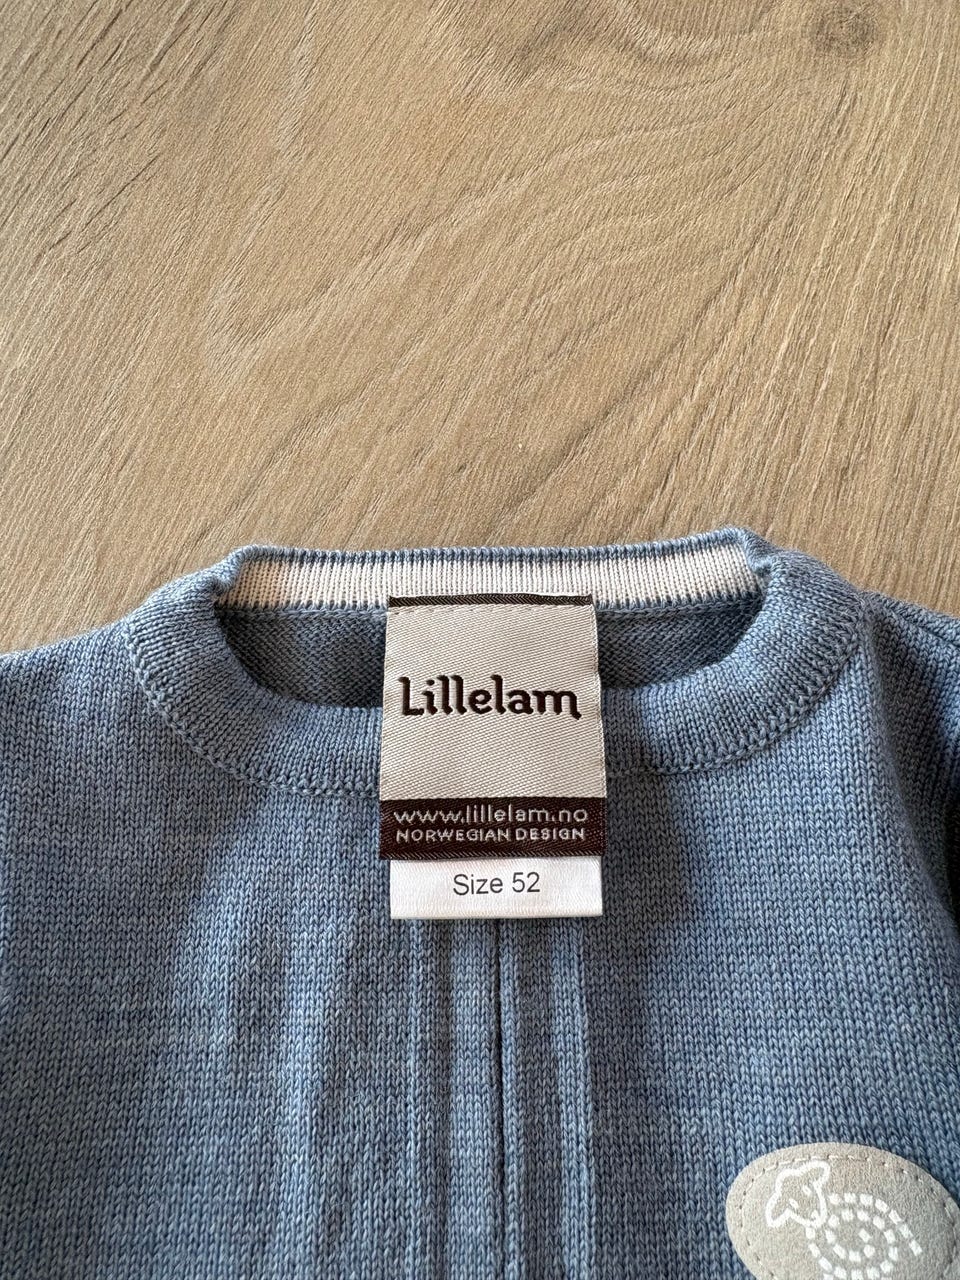 Lillelam
www.lillelam.no
NORWEGIAN DESIGN
Size 52